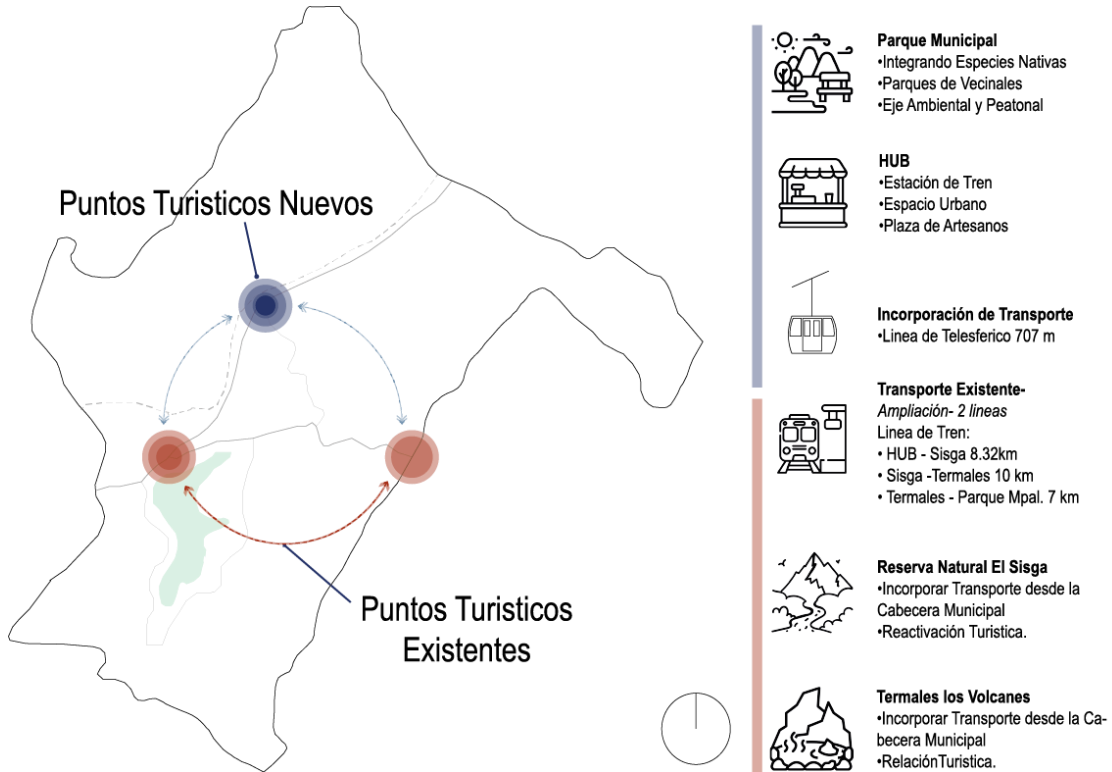 Puntos Turisticos Nuevos
Puntos Turisticos
Existentes
Parque Municipal
•Integrando Especies Nativas
•Parques de Vecinales
•Eje Ambiental y Peatonal
HUB
•Estación de Tren
•Espacio Urbano
•Plaza de Artesanos
Incorporación de Transporte
•Linea de Telesferico 707 m
Transporte Existente-
Ampliación- 2 lineas
Linea de Tren:
• HUB - Sisga 8.32km
• Sisga -Termales 10 km
• Termales - Parque Mpal. 7 km
Reserva Natural El Sisga
•Incorporar Transporte desde la
Cabecera Municipal
•Reactivación Turistica.
Termales los Volcanes
•Incorporar Transporte desde la Ca-
becera Municipal
•RelaciónTuristica.